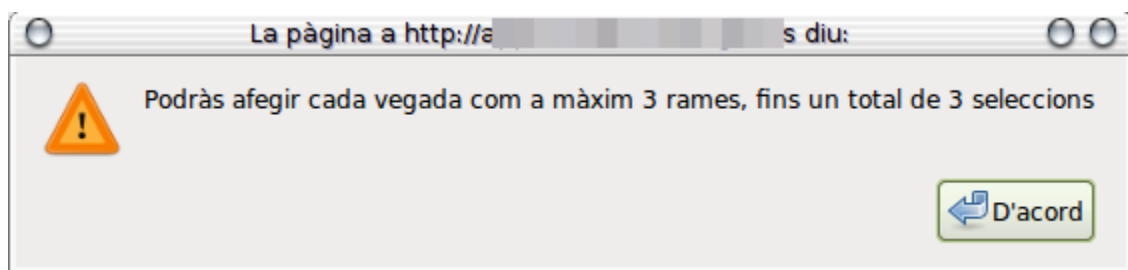 La pàgina a http://a s diu:
Podràs afegir cada vegada com a màxim 3 rames, fins un total de 3 seleccions
D'acord